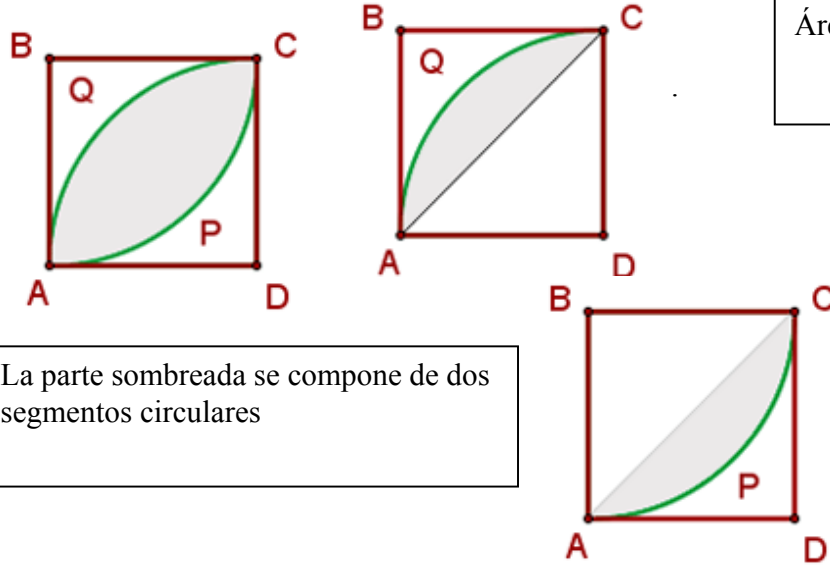 B C
Q
P
A D
B C
Q
A D
La parte sombreada se compone de dos
segmentos circulares
B C
P
A D